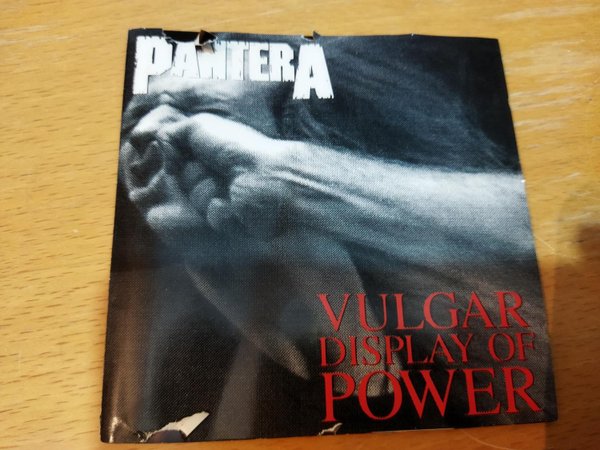 PANTERA
VULGAR
DISPLAY OF
POWER